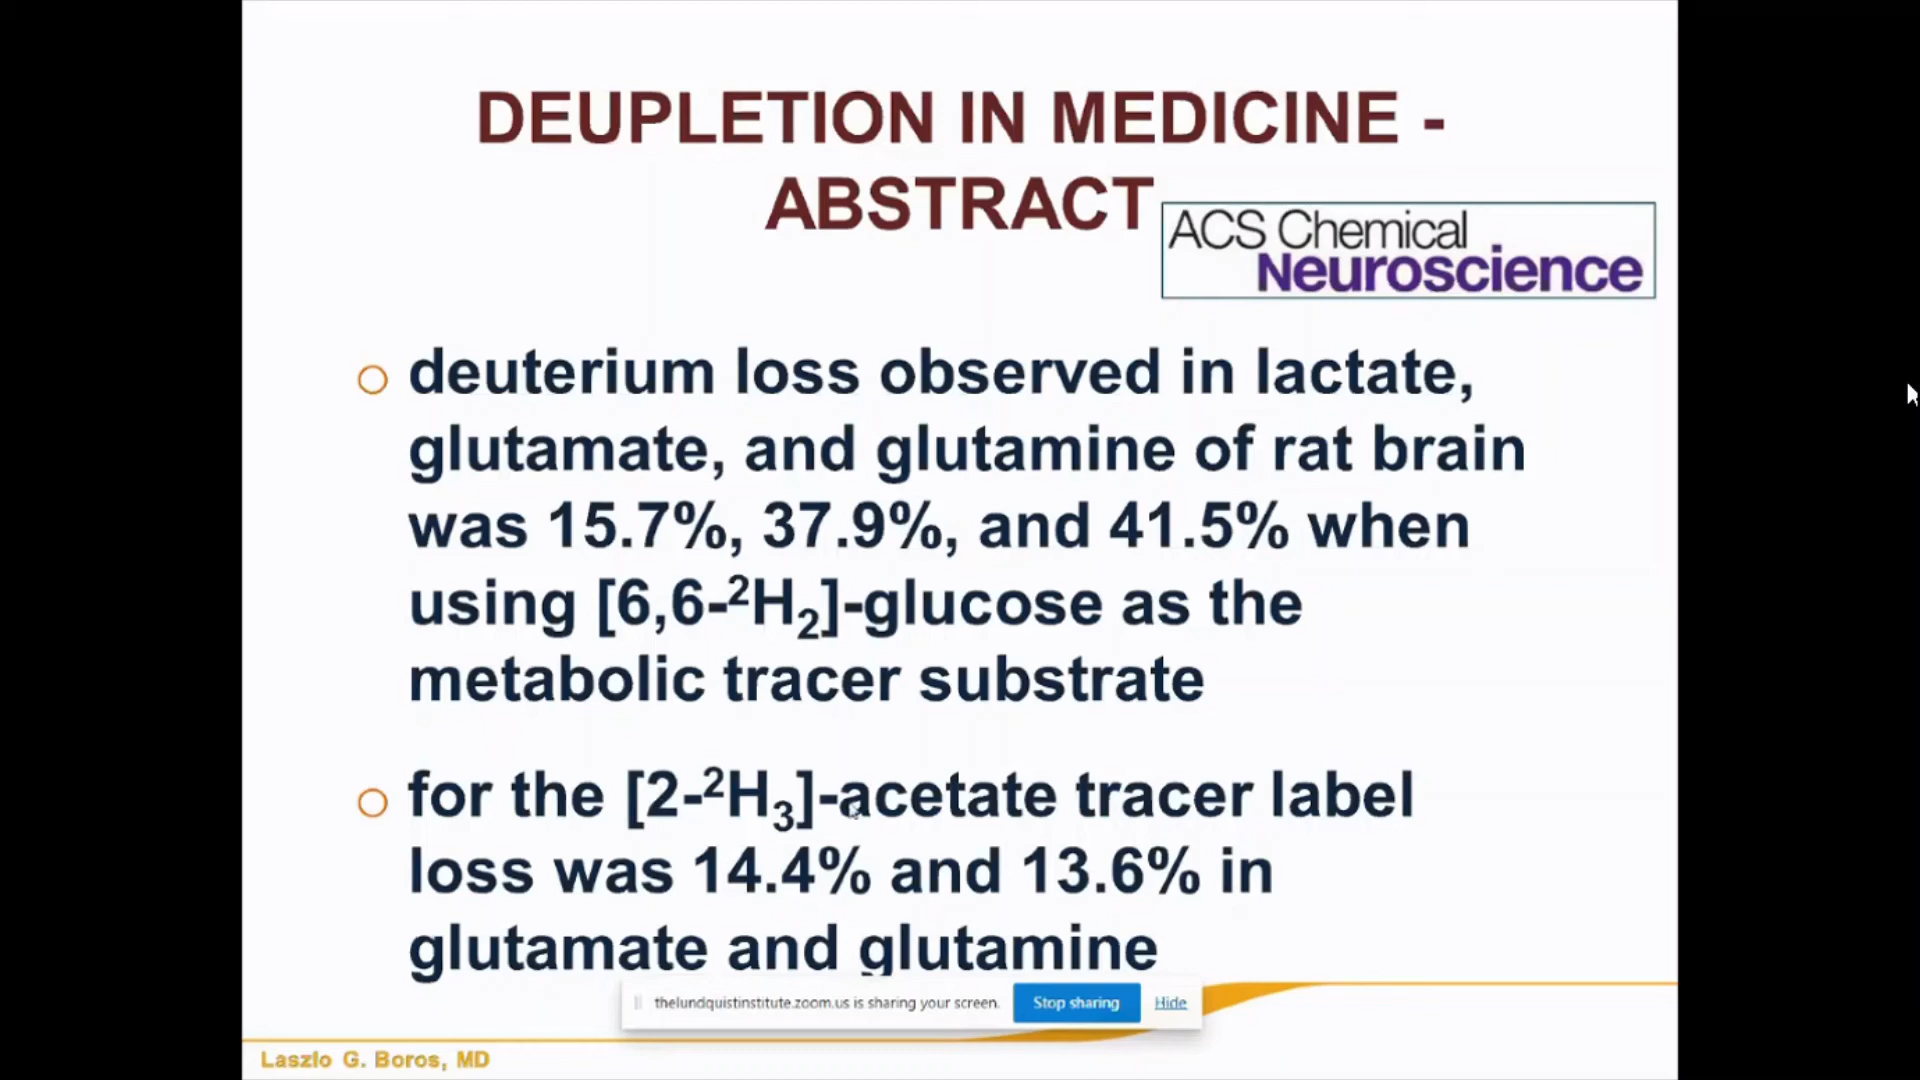 DEUPLETION IN MEDICINE -
ABSTRACT
ACS Chemical
Neuroscience
deuterium loss observed in lactate,
glutamate, and glutamine of rat brain
was 15.7%, 37.9%, and 41.5% when
using [6,6-²H₂]-glucose as the
metabolic tracer substrate
for the [2-²H₃]-acetate tracer label
loss was 14.4% and 13.6% in
glutamate and glutamine
thelundquistinstitute.zoom.us is sharing your screen.
Stop sharing
Hide
Laszlo G. Boros, MD